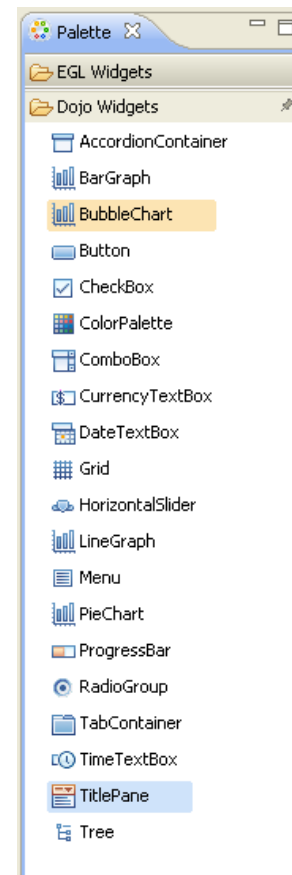 Palette
EGL Widgets
Dojo Widgets
AccordionContainer
BarGraph
BubbleChart
Button
CheckBox
ColorPalette
ComboBox
CurrencyTextBox
DateTextBox
Grid
HorizontalSlider
LineGraph
Menu
PieChart
ProgressBar
RadioGroup
TabContainer
TimeTextBox
TitlePane
Tree